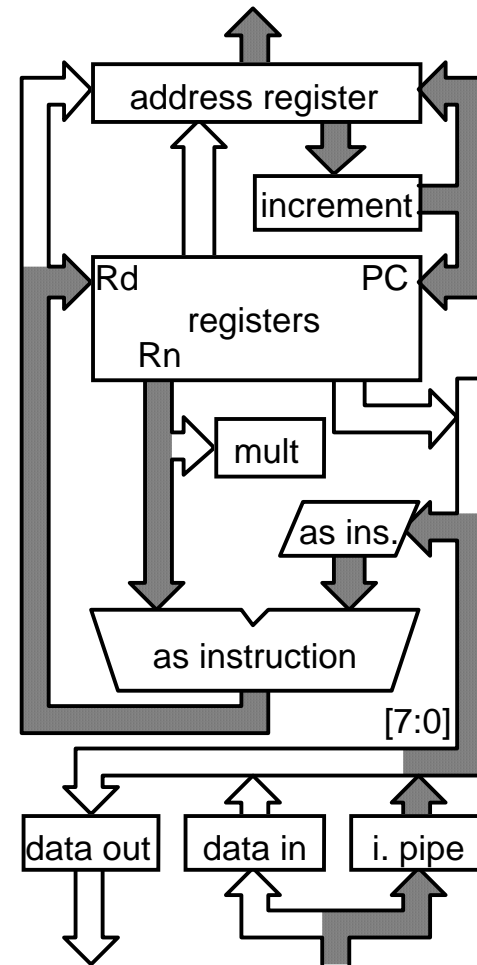 address register
increment
Rd
PC
registers
Rn
mult
as ins.
as instruction
[7:0]
data out
data in
i. pipe